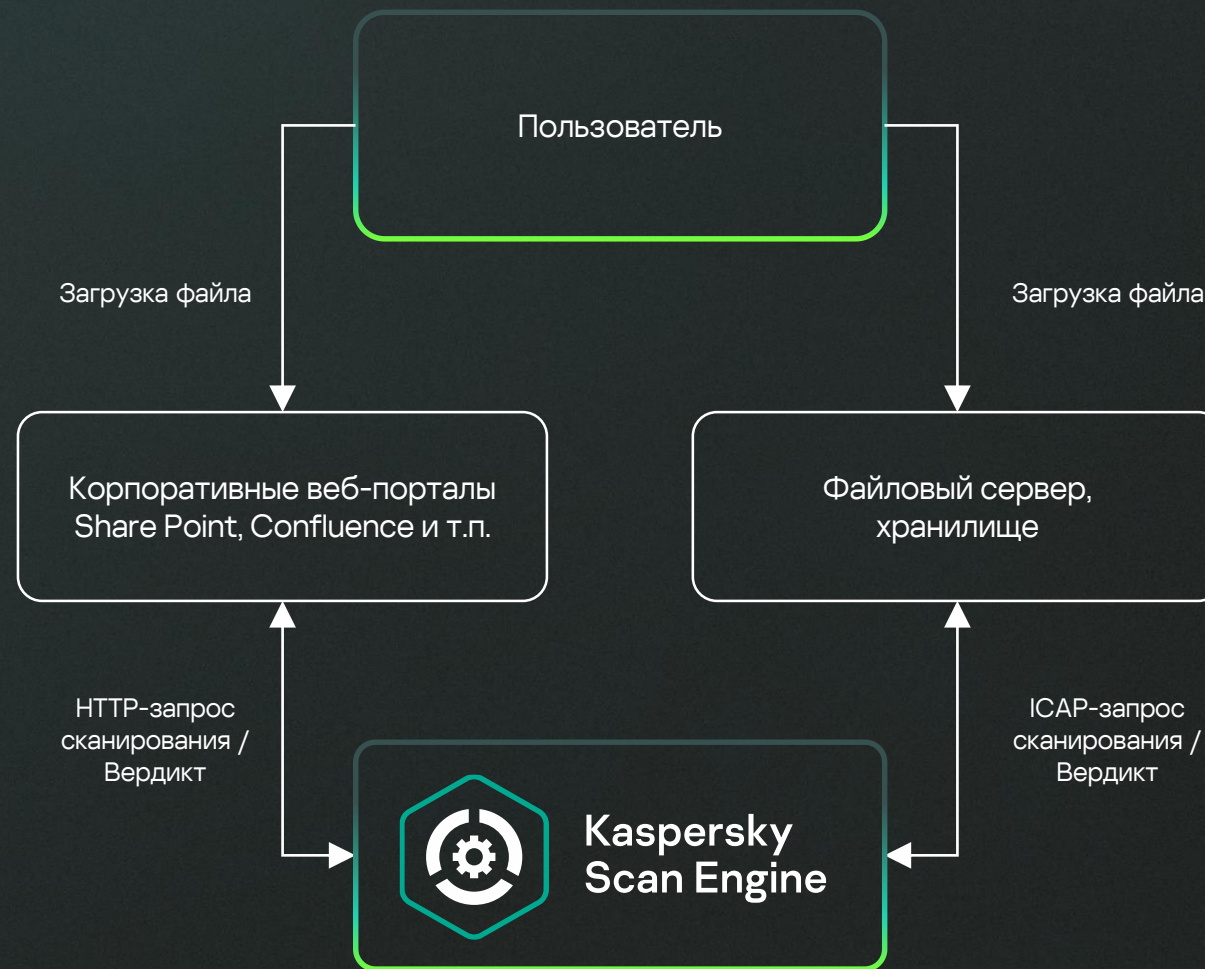 Пользователь
Загрузка файла
Загрузка файла
Корпоративные веб-порталы
Share Point, Confluence и т.п.
Файловый сервер,
хранилище
HTTP-запрос
сканирования /
Вердикт
ICAP-запрос
сканирования /
Вердикт
Kaspersky
Scan Engine